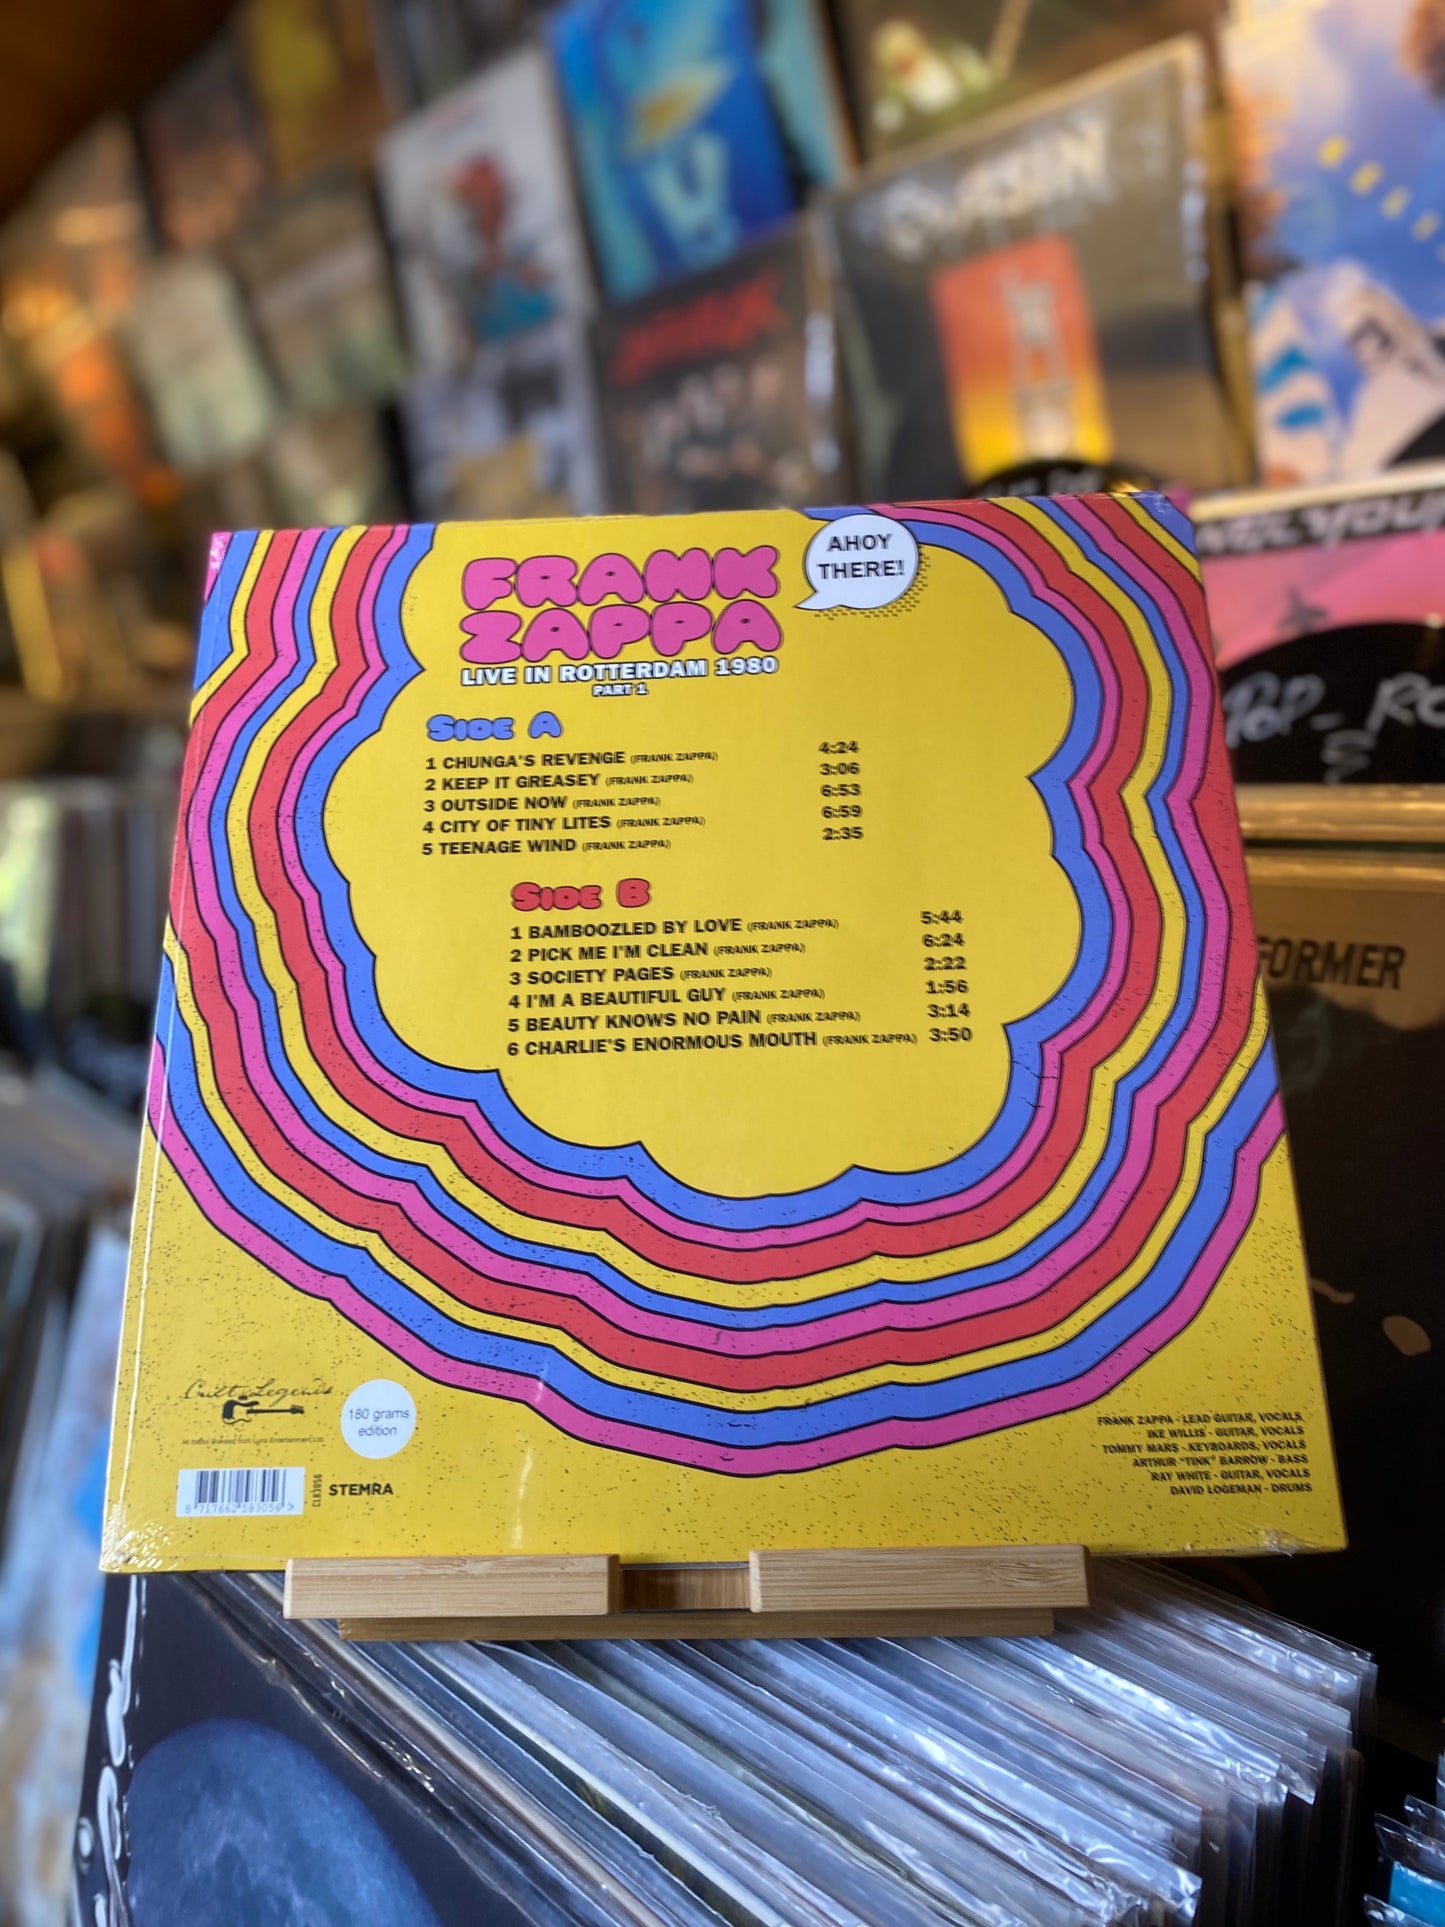 AHOY
THERE!
FRANK
ZAPPA
LIVE IN ROTTERDAM 1980
PART 1
SIDE A
1 CHUNGA'S REVENGE (FRANK ZAPPA) 4:24
2 KEEP IT GREASEY (FRANK ZAPPA) 3:06
3 OUTSIDE NOW (FRANK ZAPPA) 6:53
4 CITY OF TINY LITES (FRANK ZAPPA) 6:59
5 TEENAGE WIND (FRANK ZAPPA) 2:35
SIDE B
1 BAMBOOZLED BY LOVE (FRANK ZAPPA) 5:44
2 PICK ME I'M CLEAN (FRANK ZAPPA) 6:24
3 SOCIETY PAGES (FRANK ZAPPA) 2:22
4 I'M A BEAUTIFUL GUY (FRANK ZAPPA) 1:56
5 BEAUTY KNOWS NO PAIN (FRANK ZAPPA) 3:14
6 CHARLIE'S ENORMOUS MOUTH (FRANK ZAPPA) 3:50
Cult Legends
180 grams
edition
8 717662 583056 >
CL83056
STEMRA
FRANK ZAPPA - LEAD GUITAR, VOCALS
IKE WILLIS - GUITAR, VOCALS
TOMMY MARS - KEYBOARDS, VOCALS
ARTHUR "TINK" BARROW - BASS
RAY WHITE - GUITAR, VOCALS
DAVID LOGEMAN - DRUMS
POP-
FORMER